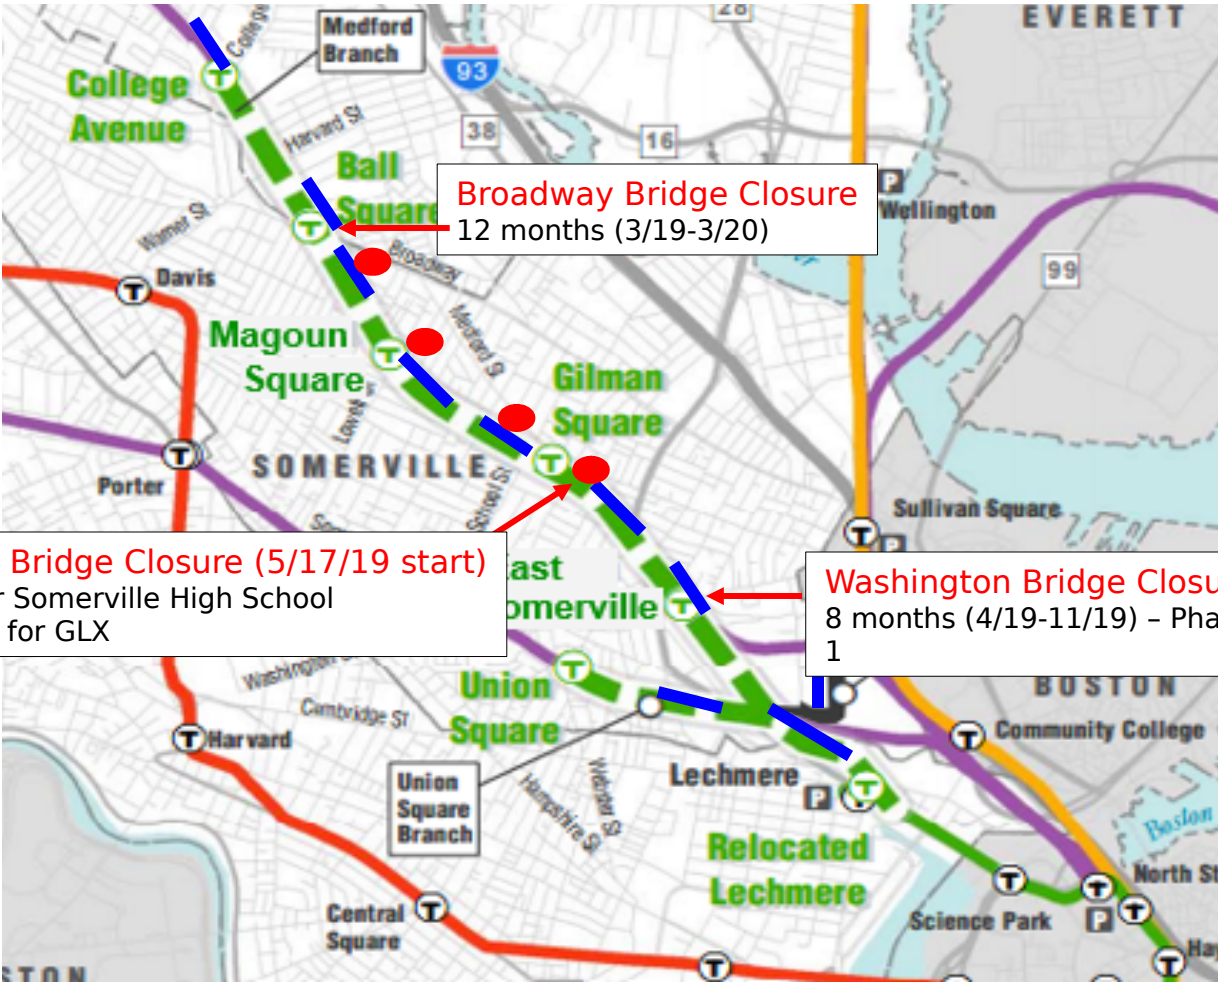 28
EVERETT
College
Medford
Branch
93
College
Avenue
38
16
Harvard St
Ball
Square
Broadway Bridge Closure
12 months (3/19-3/20)
P
Wellington
Warner St
Broadway
99
Davis
Magoun
Square
Medford St
Gilman
Square
Lowell
SOMERVILLE
Porter
School St
Sullivan Square
P
Bridge Closure (5/17/19 start)
Somerville High School
for GLX
East
Somerville
Washington Bridge Closu
8 months (4/19-11/19) – Pha
1
Washington
Union
Square
Cambridge ST
BOSTON
Community College
Harvard
Lechmere
P
Union
Square
Branch
Hampshire St
Webster St
Relocated
Lechmere
Boston
North St
Central
Square
Science Park
P
Hay
STON